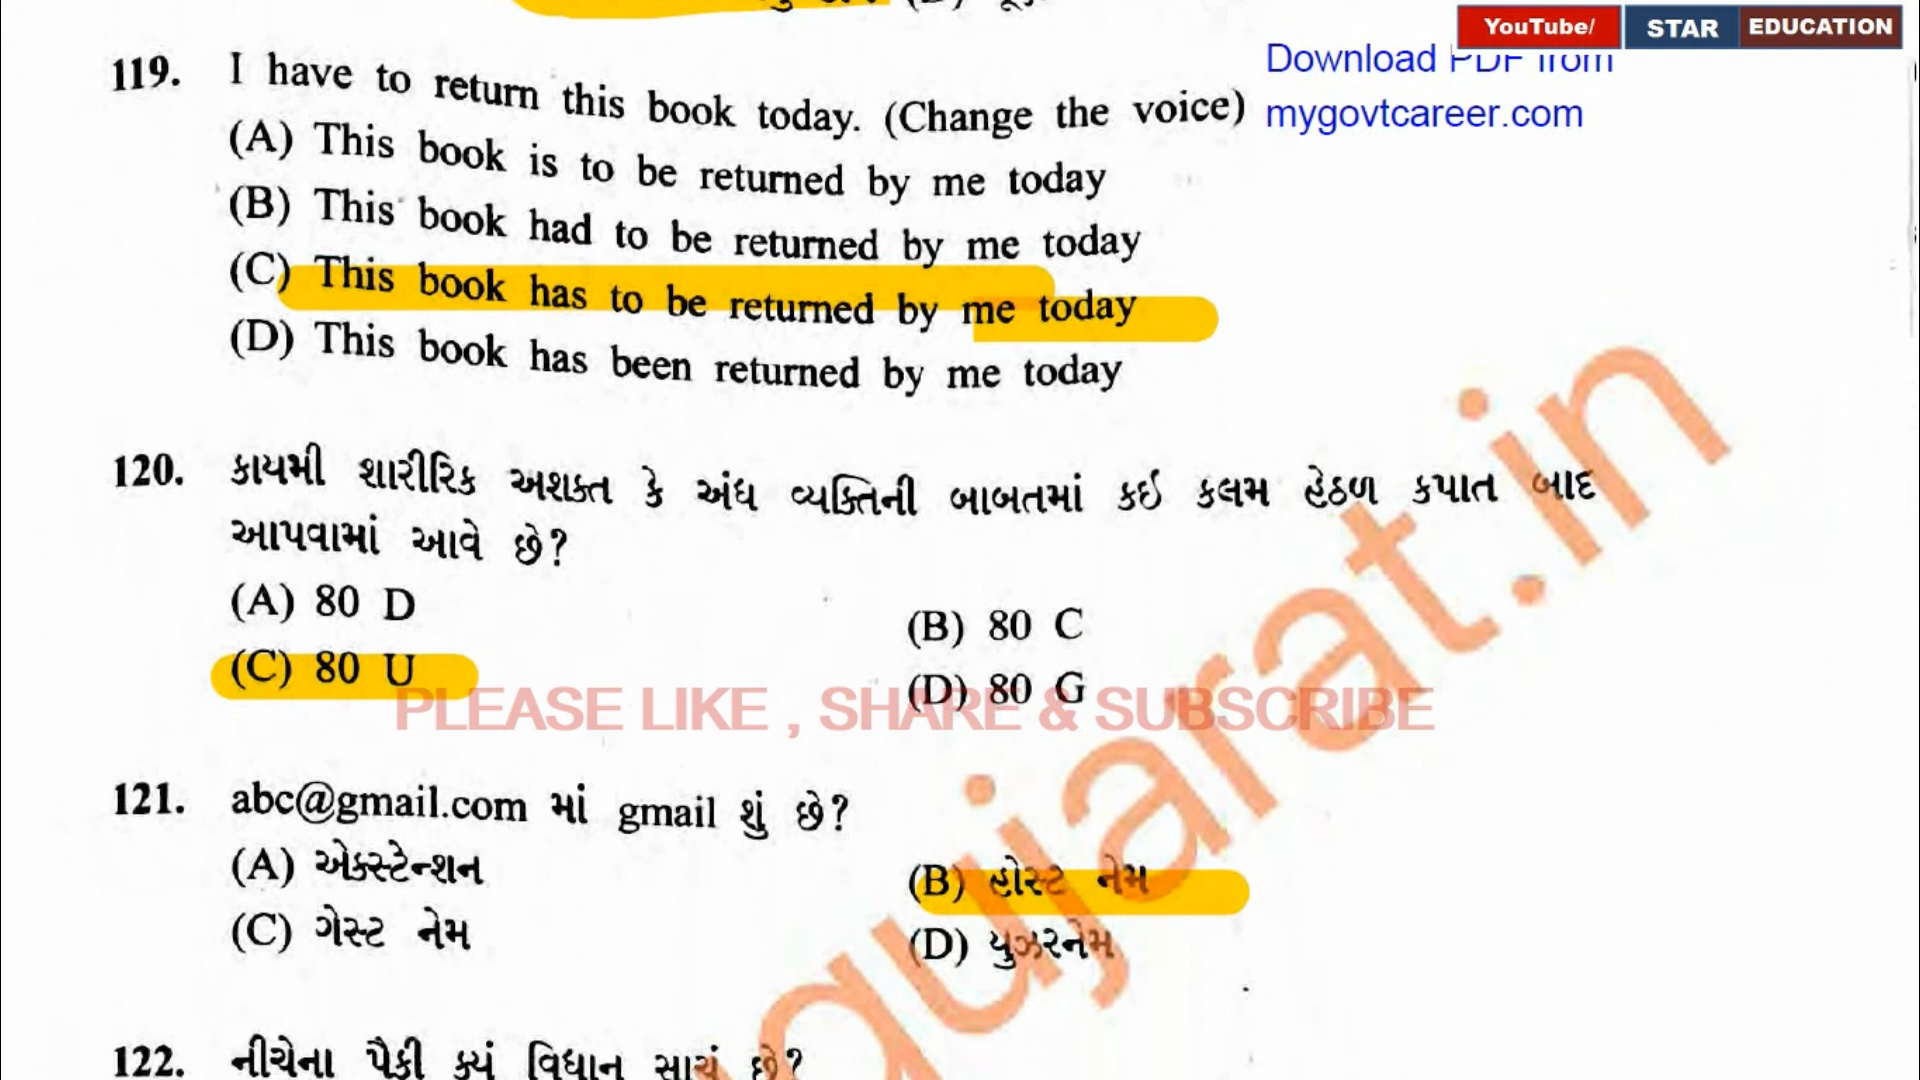 YouTube/ STAR EDUCATION
Download PDF from
mygovtcareer.com
119. I have to return this book today. (Change the voice)
(A) This book is to be returned by me today
(B) This book had to be returned by me today
(C) This book has to be returned by me today
(D) This book has been returned by me today
120. કાયમી શારીરિક અશક્ત કે અંધ વ્યક્તિની બાબતમાં કઇ કલમ હેઠળ કપાત બાદ
આપવામાં આવે છે?
(A) 80 D
(B) 80 C
(C) 80 U
(D) 80 G
PLEASE LIKE , SHARE & SUBSCRIBE
121. abc@gmail.com માં gmail શું છે?
(A) એક્સ્ટેન્શન
(B) હોસ્ટ નેમ
(C) ગેસ્ટ નેમ
(D) યુઝરનેમ
122. નીચેના પૈકી ક્યું વિધાન સાચું છે?
gujarat.in